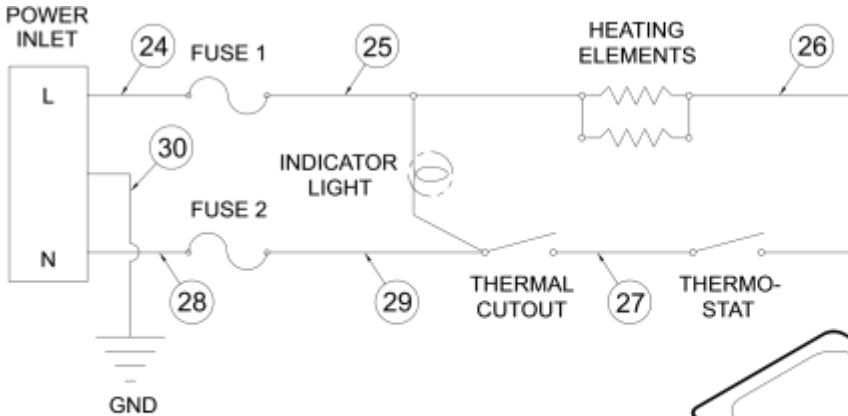 POWER
INLET
24
FUSE 1
25
HEATING
ELEMENTS
26
L
30
INDICATOR
LIGHT
FUSE 2
N
28
29
THERMAL
CUTOUT
27
THERMO-
STAT
GND